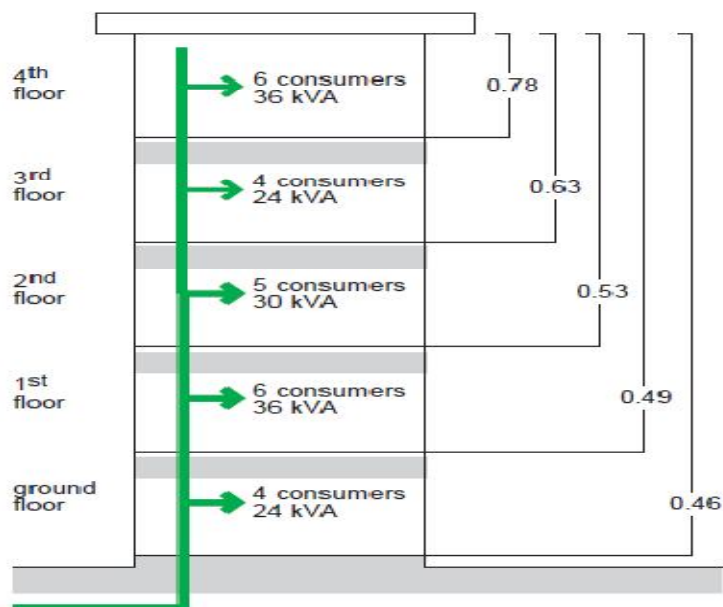 4th
floor
6 consumers
36 kVA
0.78
3rd
floor
4 consumers
24 kVA
0.63
2nd
floor
5 consumers
30 kVA
0.53
1st
floor
6 consumers
36 kVA
0.49
ground
floor
4 consumers
24 kVA
0.46